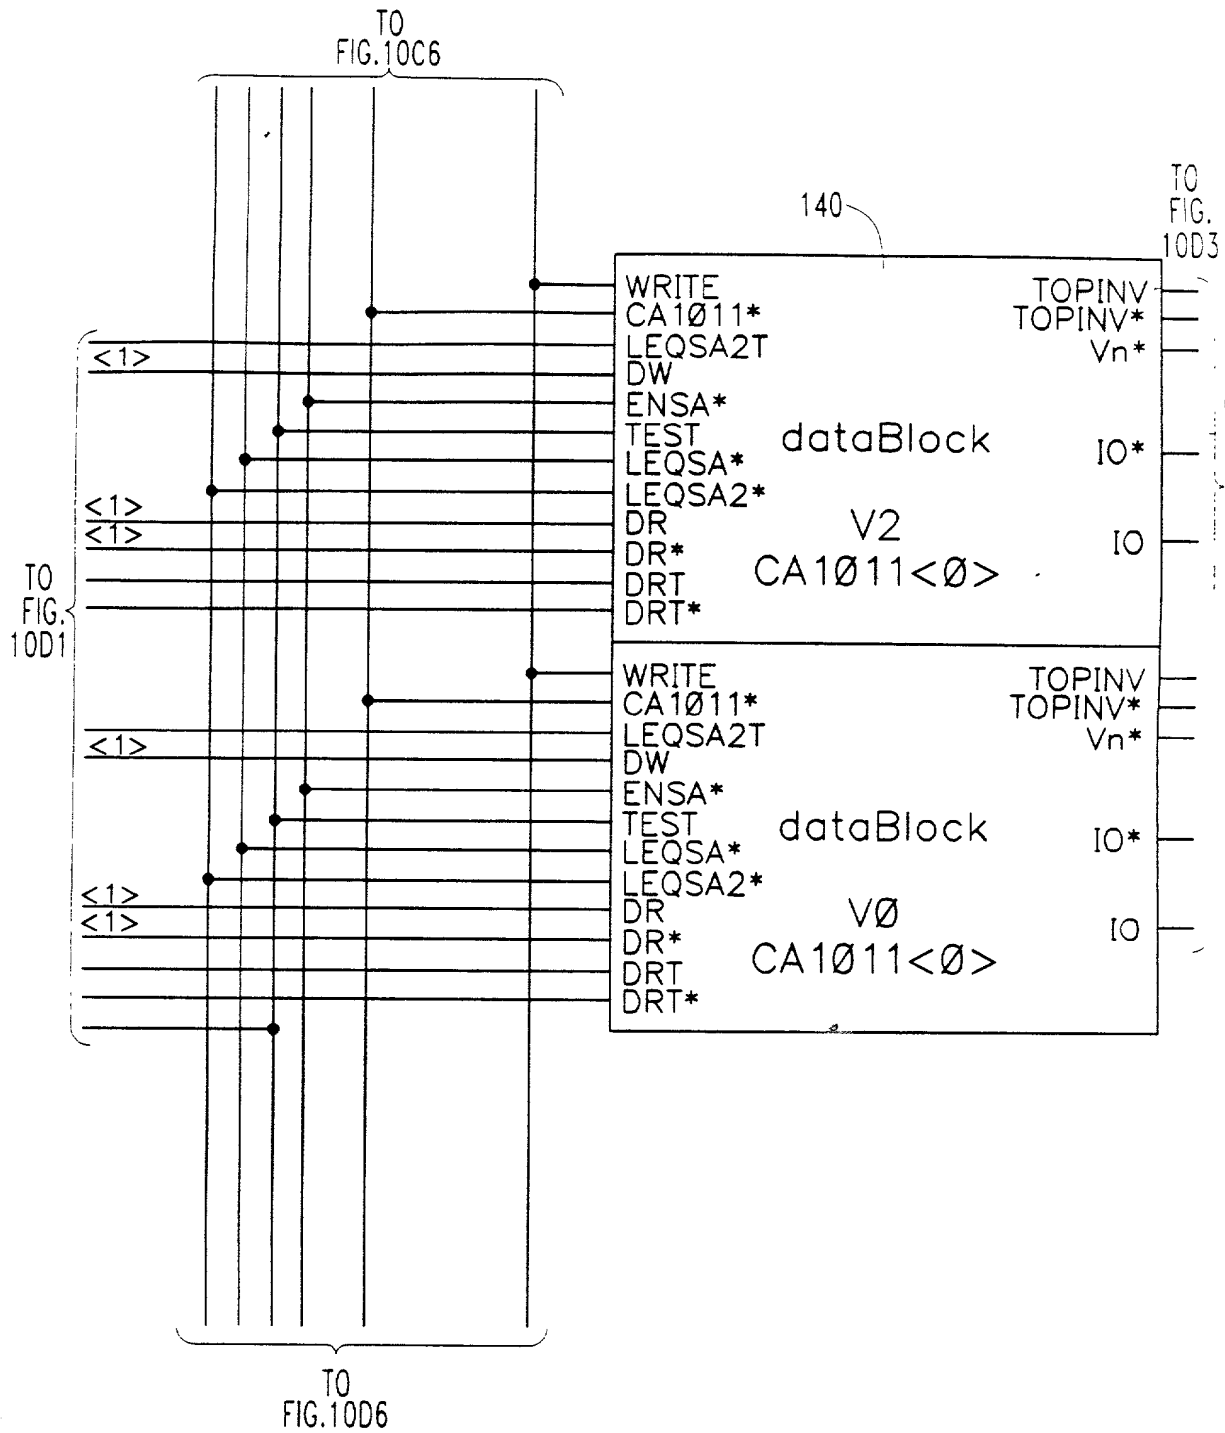 TO
FIG.10C6
140
TO
FIG.
10D3
WRITE
CA1Ø11*
LEQSA2T
<1>
DW
ENSA*
TEST
LEQSA*
LEQSA2*
<1>
DR
<1>
DR*
DRT
DRT*
dataBlock
V2
CA1Ø11<Ø>
TOPINV
TOPINV*
Vn*
IO*
IO
TO
FIG.
10D1
WRITE
CA1Ø11*
LEQSA2T
<1>
DW
ENSA*
TEST
LEQSA*
LEQSA2*
<1>
DR
<1>
DR*
DRT
DRT*
dataBlock
VØ
CA1Ø11<Ø>
TOPINV
TOPINV*
Vn*
IO*
IO
TO
FIG.10D6